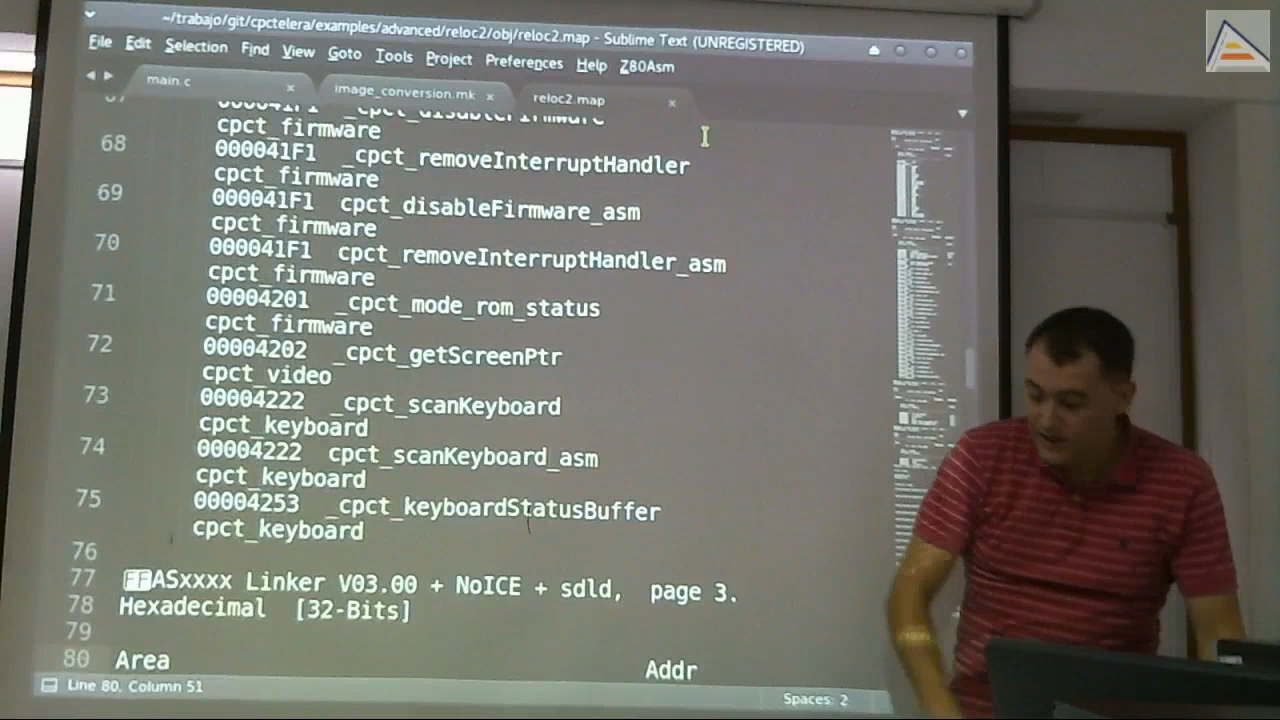 ~/trabajo/git/cpctelera/examples/advanced/reloc2/obj/reloc2.map - Sublime Text (UNREGISTERED)
File Edit Selection Find View Goto Tools Project Preferences Help Z80Asm
main.c image_conversion.mk reloc2.map
67 000041F1 _cpct_disableFirmware
cpct_firmware
68 000041F1 _cpct_removeInterruptHandler
cpct_firmware
69 000041F1 cpct_disableFirmware_asm
cpct_firmware
70 000041F1 cpct_removeInterruptHandler_asm
cpct_firmware
71 00004201 _cpct_mode_rom_status
cpct_firmware
72 00004202 _cpct_getScreenPtr
cpct_video
73 00004222 _cpct_scanKeyboard
cpct_keyboard
74 00004222 cpct_scanKeyboard_asm
cpct_keyboard
75 00004253 _cpct_keyboardStatusBuffer
cpct_keyboard
76
77 FFASxxxx Linker V03.00 + NoICE + sdld, page 3.
78 Hexadecimal [32-Bits]
79
80 Area Addr
Line 80, Column 51 Spaces: 2